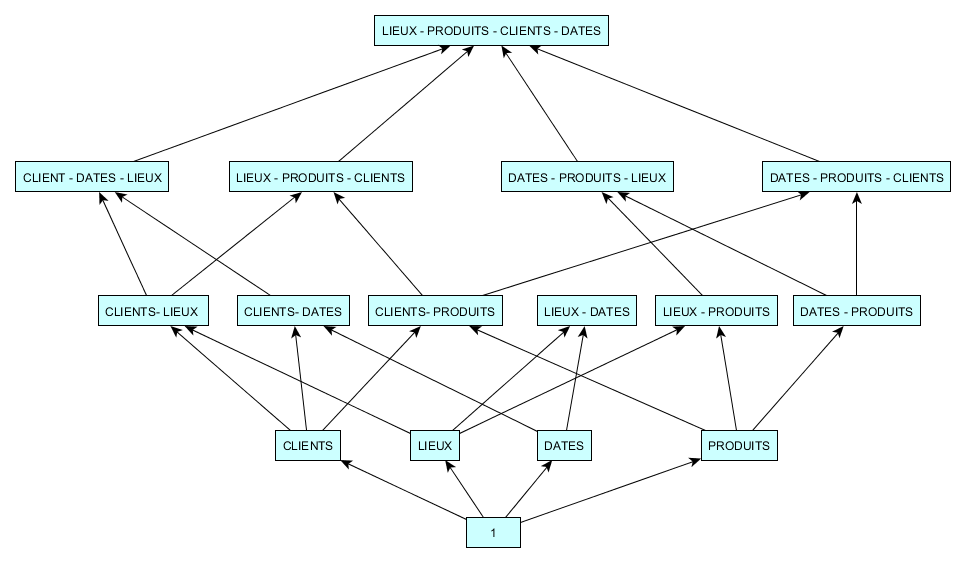 LIEUX - PRODUITS - CLIENTS - DATES
CLIENT - DATES - LIEUX
LIEUX - PRODUITS - CLIENTS
DATES - PRODUITS - LIEUX
DATES - PRODUITS - CLIENTS
CLIENTS- LIEUX
CLIENTS- DATES
CLIENTS- PRODUITS
LIEUX - DATES
LIEUX - PRODUITS
DATES - PRODUITS
CLIENTS
LIEUX
DATES
PRODUITS
1